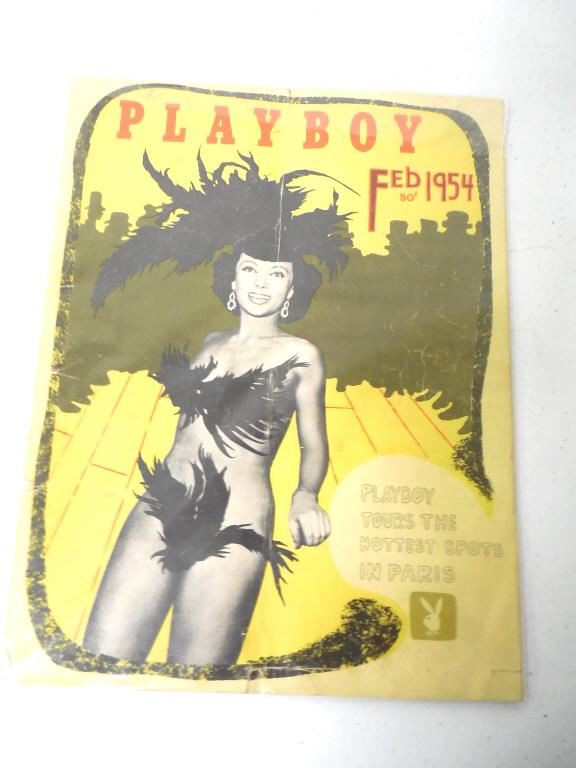 PLAYBOY
FEB 1954
50¢
PLAYBOY
TOURS THE
HOTTEST SPOTS
IN PARIS